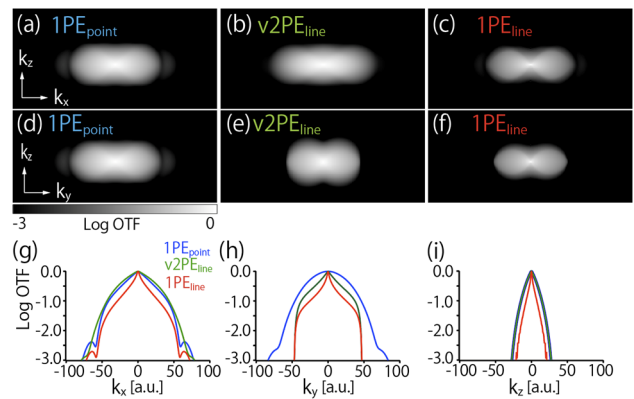 (a) 1PEpoint
(b) v2PEline
(c) 1PEline
kz
kx
(d) 1PEpoint
(e) v2PEline
(f) 1PEline
kz
ky
-3 Log OTF 0
(g) (h) (i)
1PEpoint
v2PEline
1PEline
Log OTF
0.0
-1.0
-2.0
-3.0
-100 -50 0 50 100
kx [a.u.]
0.0
-1.0
-2.0
-3.0
-100 -50 0 50 100
ky [a.u.]
0.0
-1.0
-2.0
-3.0
-100 -50 0 50 100
kz [a.u.]